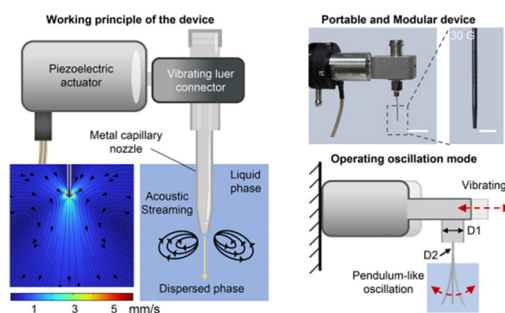 Working principle of the device
Piezoelectric
actuator
Vibrating luer
connector
Metal capillary
nozzle
Liquid
phase
Acoustic
Streaming
Dispersed phase
1 3 5 mm/s
Portable and Modular device
30 G
Operating oscillation mode
Vibrating
D1
D2
Pendulum-like
oscillation